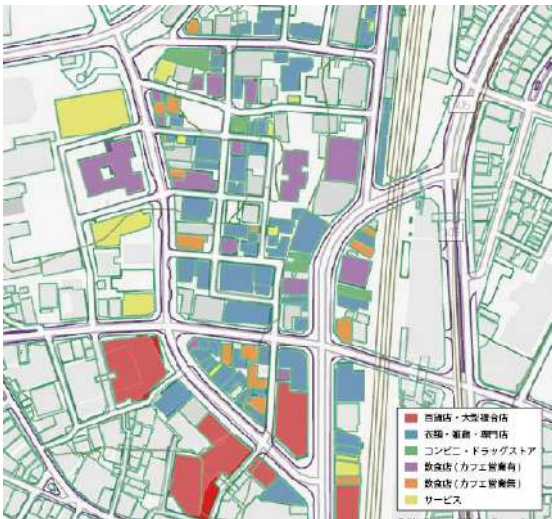 百貨店・大型複合店
衣類・雑貨・専門店
コンビニ・ドラッグストア
飲食店(カフェ営業有)
飲食店(カフェ営業無)
サービス